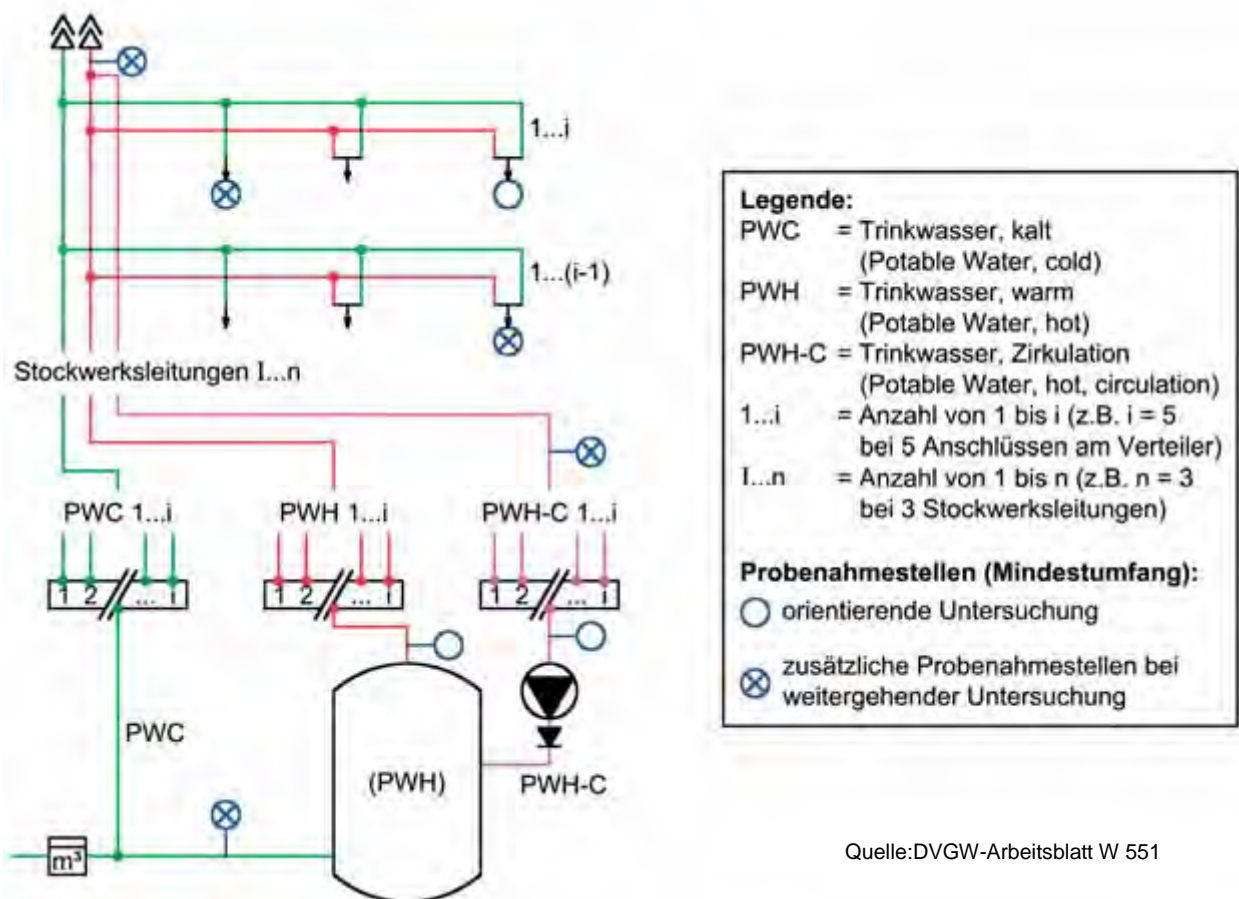 1...i
1...(i-1)
Stockwerksleitungen I...n
PWC 1...i
PWH 1...i
PWH-C 1...i
1 2 ... i
1 2 ... i
1 2 ... i
PWC
(PWH)
PWH-C
m³
Legende:
PWC = Trinkwasser, kalt
(Potable Water, cold)
PWH = Trinkwasser, warm
(Potable Water, hot)
PWH-C = Trinkwasser, Zirkulation
(Potable Water, hot, circulation)
1...i = Anzahl von 1 bis i (z.B. i = 5
bei 5 Anschlüssen am Verteiler)
I...n = Anzahl von 1 bis n (z.B. n = 3
bei 3 Stockwerksleitungen)
Probenahmestellen (Mindestumfang):
orientierende Untersuchung
zusätzliche Probenahmestellen bei
weitergehender Untersuchung
Quelle:DVGW-Arbeitsblatt W 551